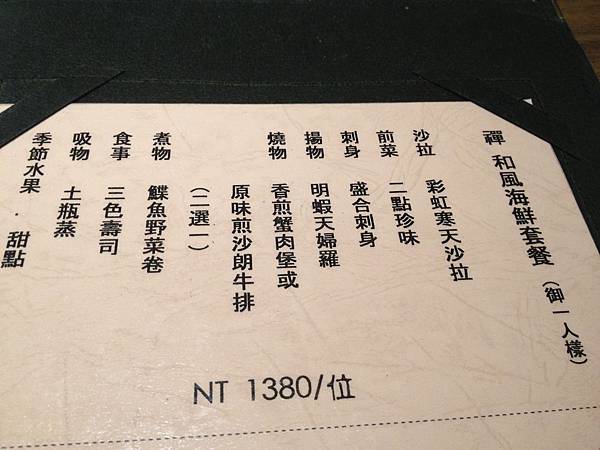 禪 和風海鮮套餐（御一人樣）
沙拉 彩虹寒天沙拉
前菜 二點珍味
刺身 盛合刺身
揚物 明蝦天婦羅
燒物 香煎蟹肉堡或
原味煎沙朗牛排
（二選一）
煮物 鰈魚野菜卷
食事 三色壽司
吸物 土瓶蒸
季節水果．甜點
NT 1380/位